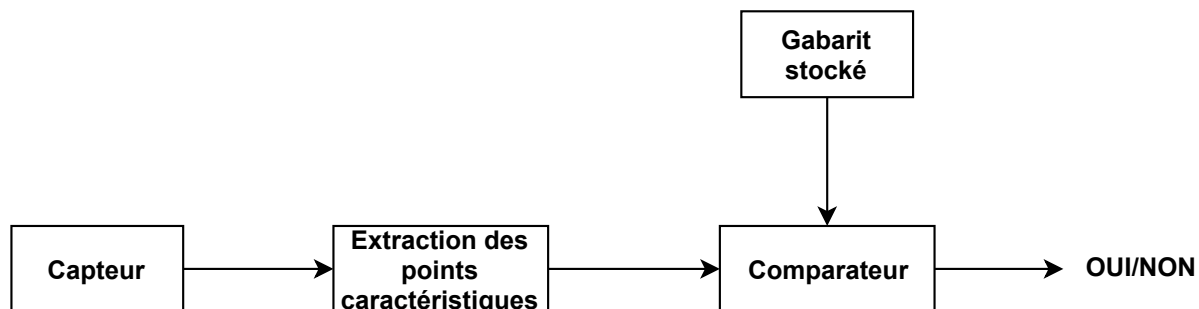 Gabarit
stocké
Capteur
Extraction des
points
caractéristiques
Comparateur
OUI/NON